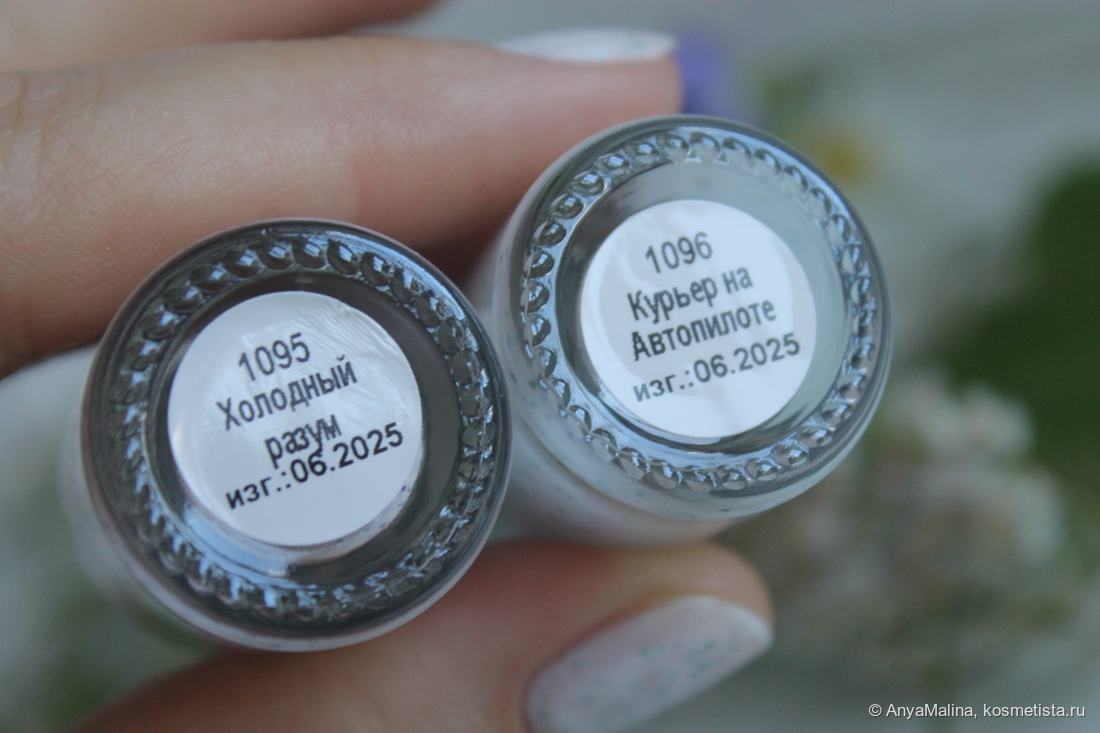 1095
Холодный
разум
изг.:06.2025
1096
Курьер на
Автопилоте
изг.:06.2025
© AnyaMalina, kosmetista.ru